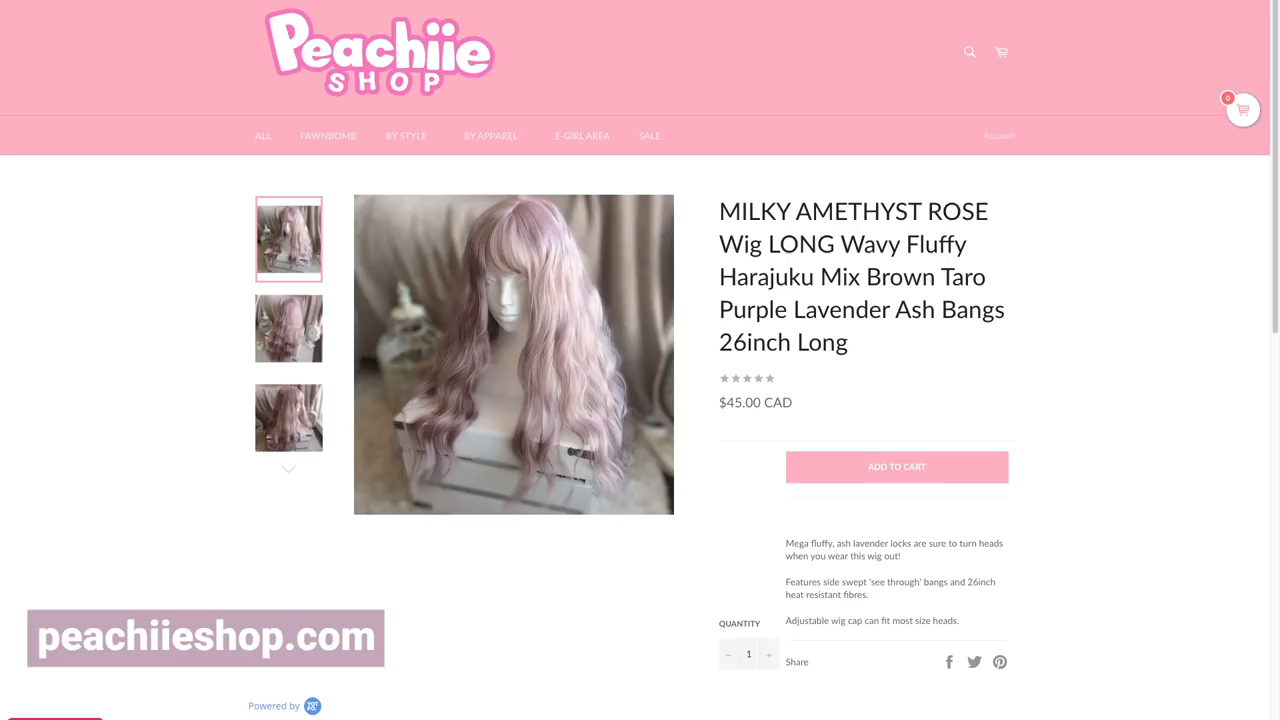 Peachiie
SHOP
0
ALL FAWNBOMB BY STYLE BY APPAREL E-GIRL AREA SALE Account
MILKY AMETHYST ROSE
Wig LONG Wavy Fluffy
Harajuku Mix Brown Taro
Purple Lavender Ash Bangs
26inch Long
$45.00 CAD
ADD TO CART
Mega fluffy, ash lavender locks are sure to turn heads
when you wear this wig out!
Features side swept 'see through' bangs and 26inch
heat resistant fibres.
Adjustable wig cap can fit most size heads.
QUANTITY
− 1 +
Share
peachiieshop.com
Powered by YOTPO.